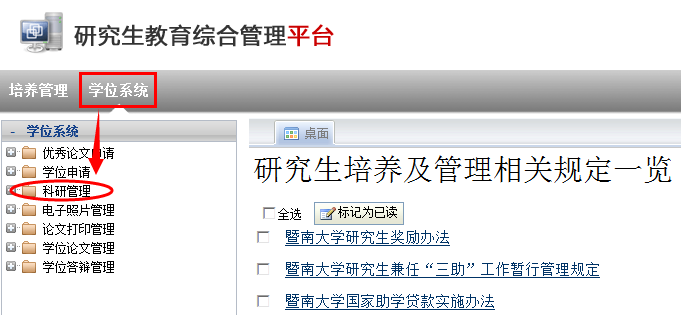 研究生教育综合管理平台
培养管理 学位系统
- 学位系统
优秀论文申请
学位申请
科研管理
电子照片管理
论文打印管理
学位论文管理
学位答辩管理
桌面
研究生培养及管理相关规定一览
全选 标记为已读
暨南大学研究生奖励办法
暨南大学研究生兼任“三助”工作暂行管理规定
暨南大学国家助学贷款实施办法